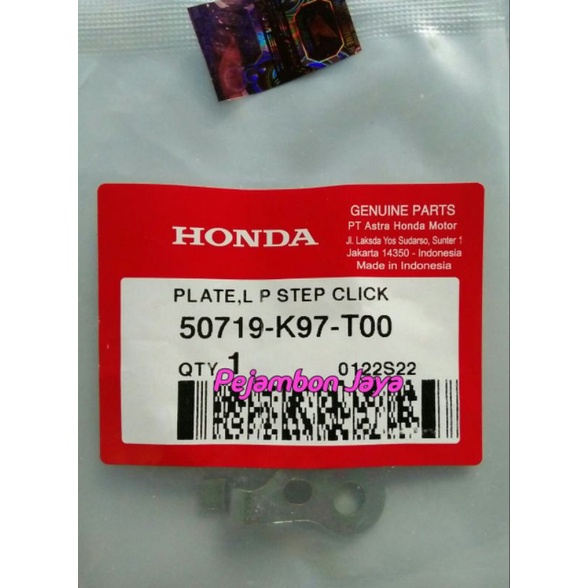 HONDA
GENUINE PARTS
PT Astra Honda Motor
Jl. Laksda Yos Sudarso, Sunter 1
Jakarta 14350 - Indonesia
Made in Indonesia
PLATE,L P STEP CLICK
50719-K97-T00
QTY 1 0122S22
Pejambon Jaya